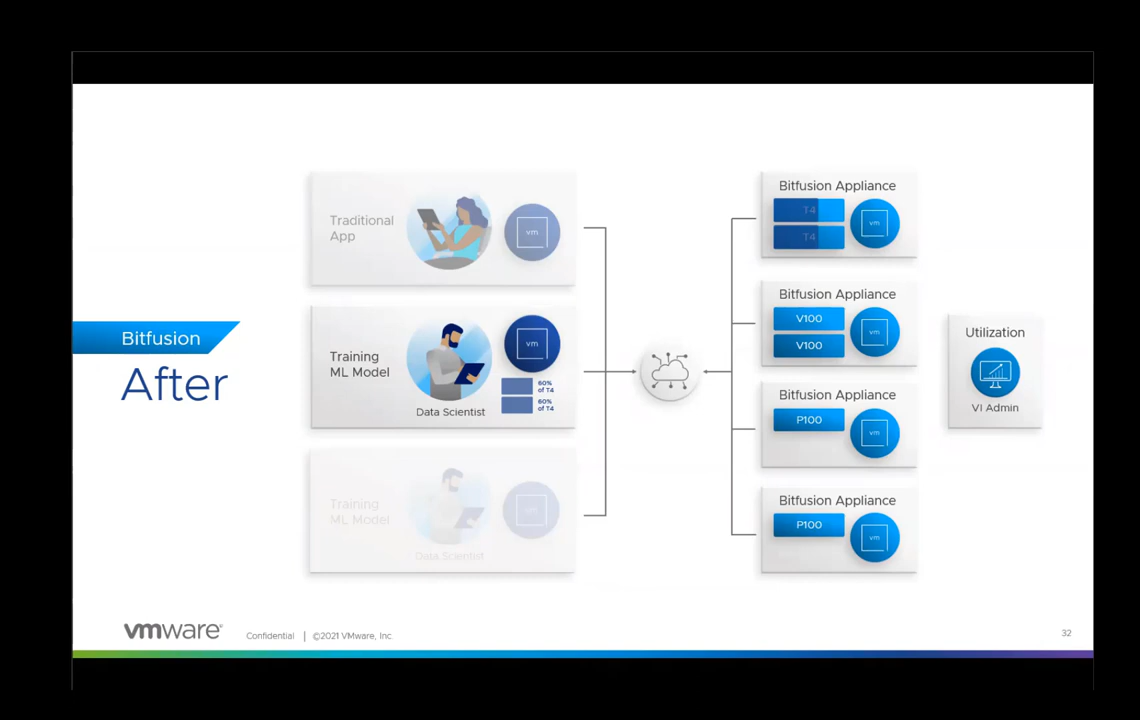 Bitfusion
After
Traditional
App
vm
Training
ML Model
Data Scientist
vm
60%
of T4
60%
of T4
Training
ML Model
Data Scientist
vm
Bitfusion Appliance
T4
T4
vm
Bitfusion Appliance
V100
V100
vm
Bitfusion Appliance
P100
vm
Bitfusion Appliance
P100
vm
Utilization
VI Admin
vmware®
Confidential | ©2021 VMware, Inc.
32